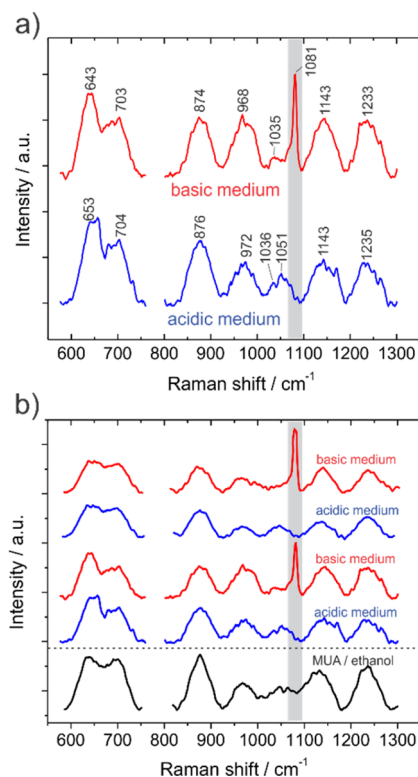 a)
1081
643
703
874
968
1035
1143
1233
basic medium
653
704
876
972
1036
1051
1143
1235
acidic medium
Intensity / a.u.
600 700 800 900 1000 1100 1200 1300
Raman shift / cm-1
b)
basic medium
acidic medium
basic medium
acidic medium
MUA / ethanol
Intensity / a.u.
600 700 800 900 1000 1100 1200 1300
Raman shift / cm-1